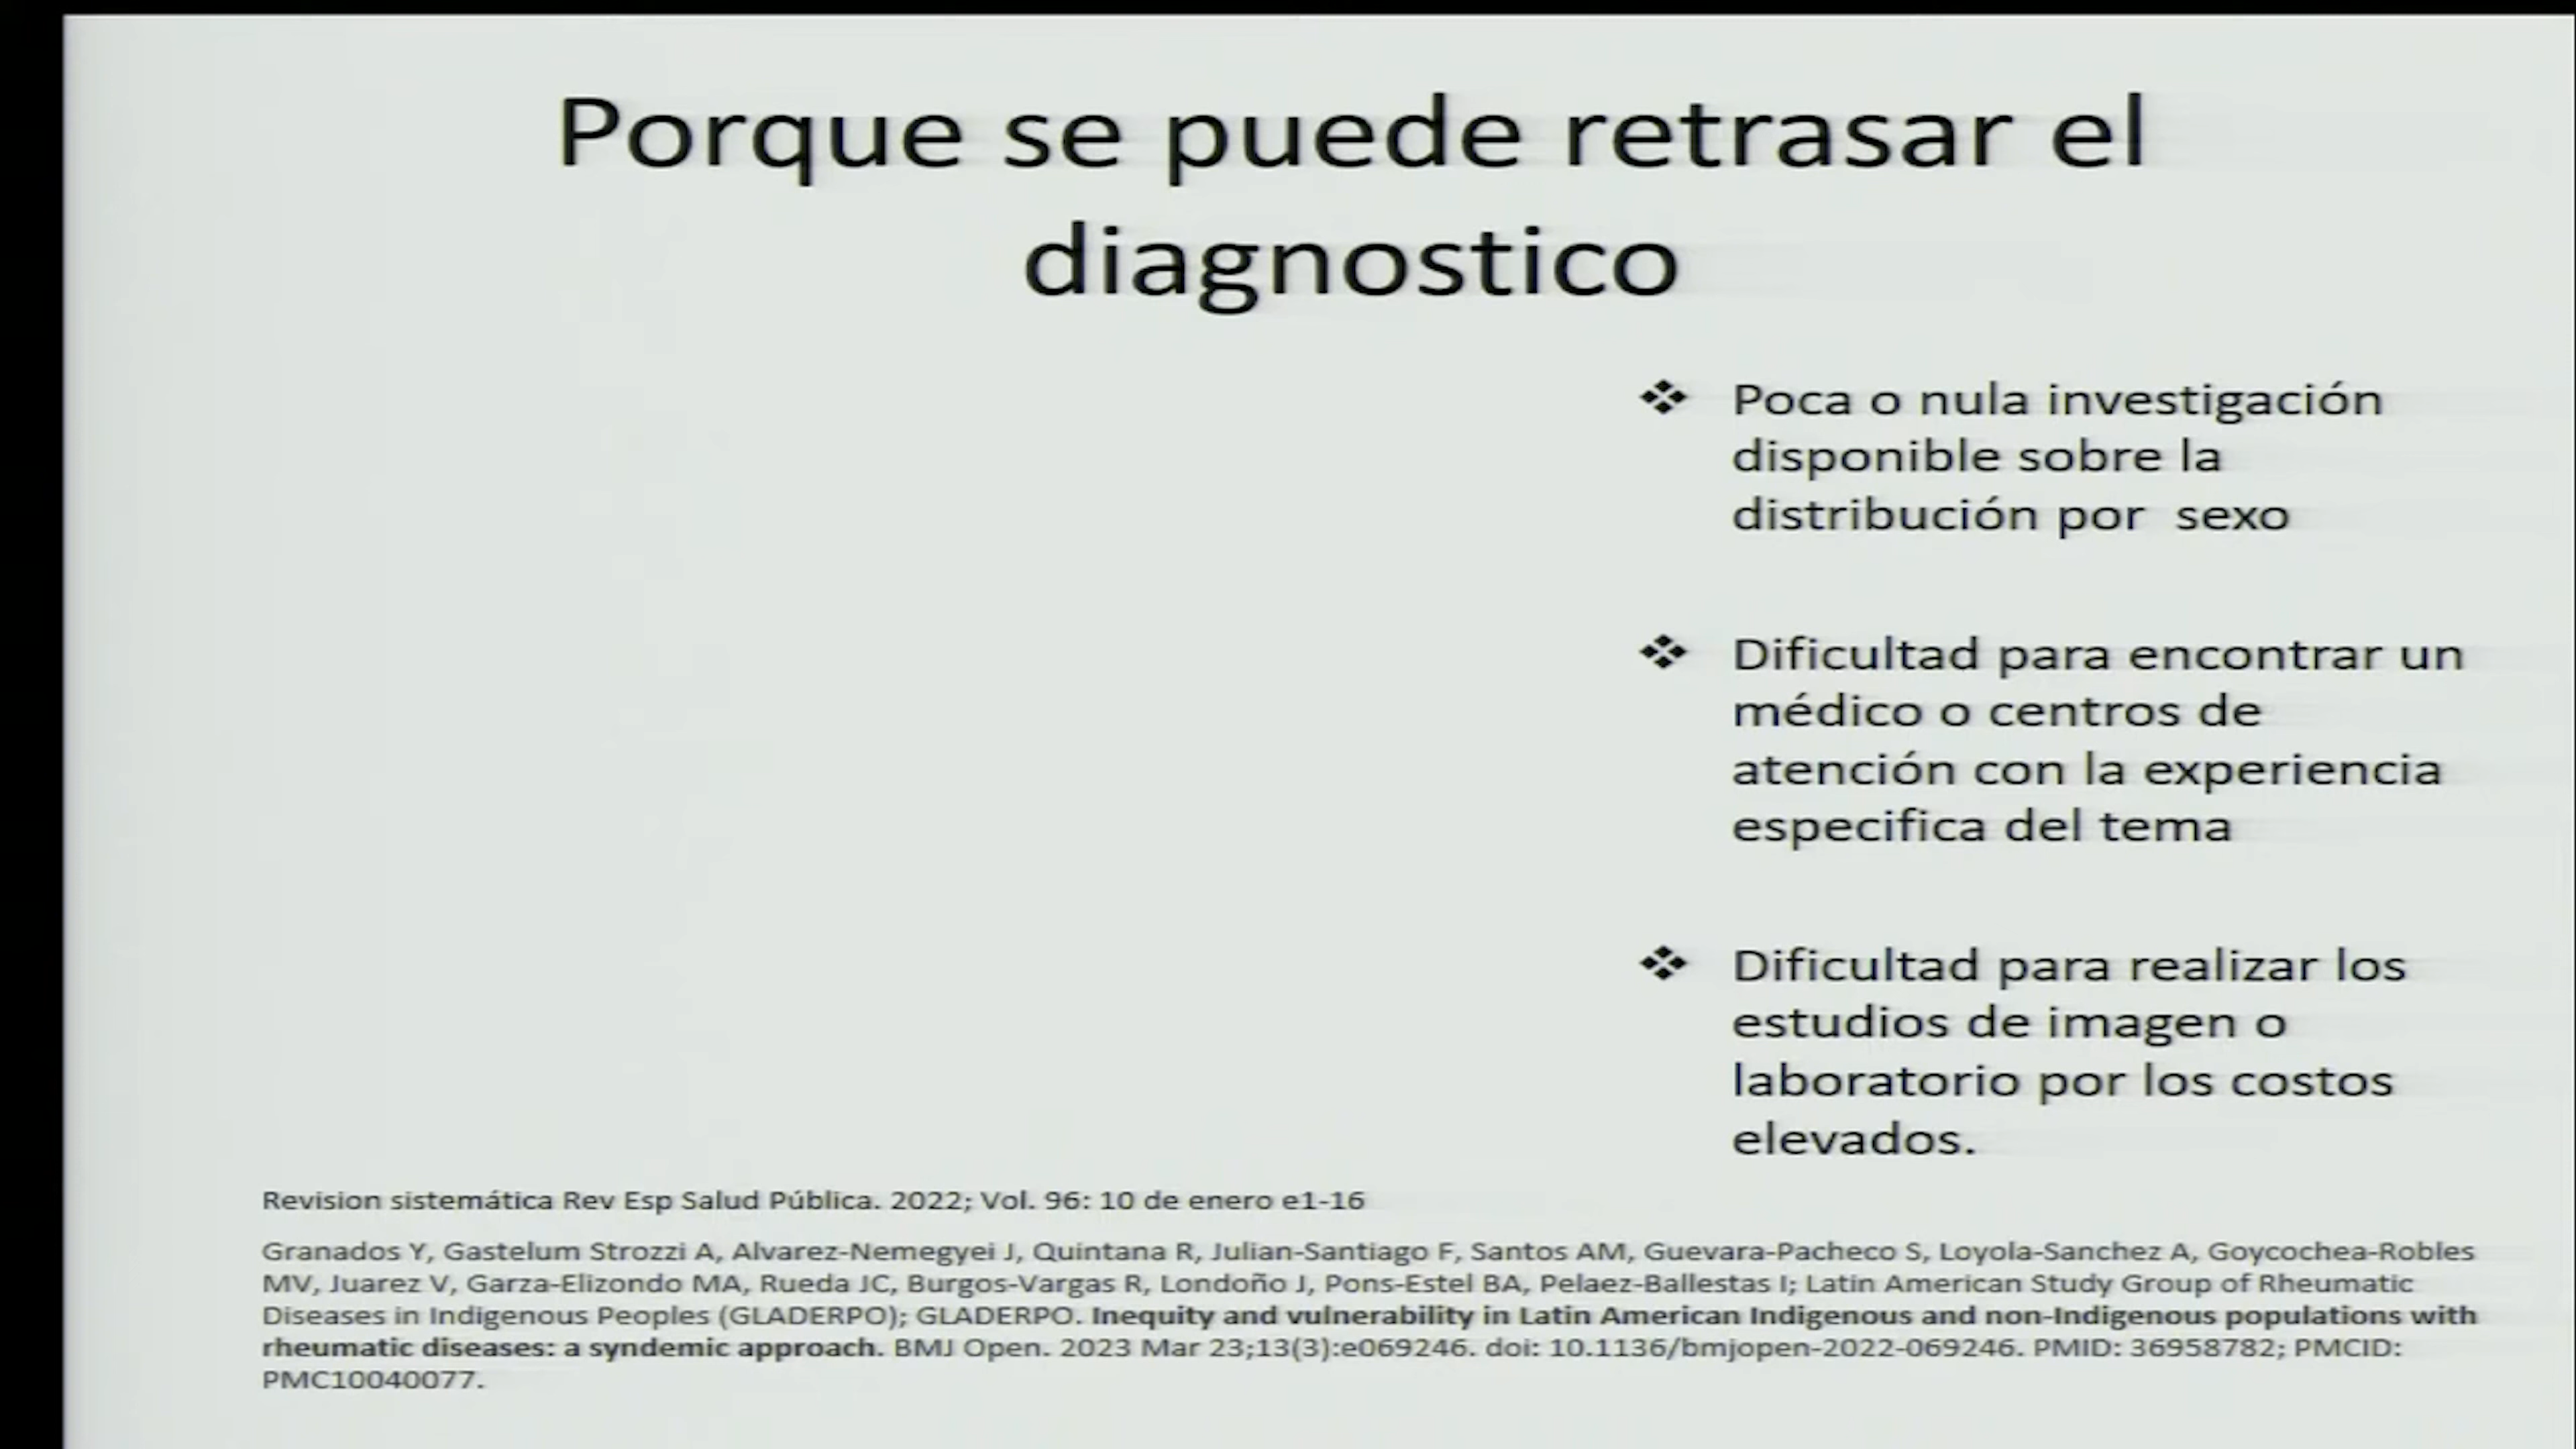 Porque se puede retrasar el
diagnostico
❖ Poca o nula investigación
disponible sobre la
distribución por sexo
❖ Dificultad para encontrar un
médico o centros de
atención con la experiencia
especifica del tema
❖ Dificultad para realizar los
estudios de imagen o
laboratorio por los costos
elevados.
Revision sistemática Rev Esp Salud Pública. 2022; Vol. 96: 10 de enero e1-16
Granados Y, Gastelum Strozzi A, Alvarez-Nemegyei J, Quintana R, Julian-Santiago F, Santos AM, Guevara-Pacheco S, Loyola-Sanchez A, Goycochea-Robles
MV, Juarez V, Garza-Elizondo MA, Rueda JC, Burgos-Vargas R, Londoño J, Pons-Estel BA, Pelaez-Ballestas I; Latin American Study Group of Rheumatic
Diseases in Indigenous Peoples (GLADERPO); GLADERPO. Inequity and vulnerability in Latin American Indigenous and non-Indigenous populations with
rheumatic diseases: a syndemic approach. BMJ Open. 2023 Mar 23;13(3):e069246. doi: 10.1136/bmjopen-2022-069246. PMID: 36958782; PMCID:
PMC10040077.